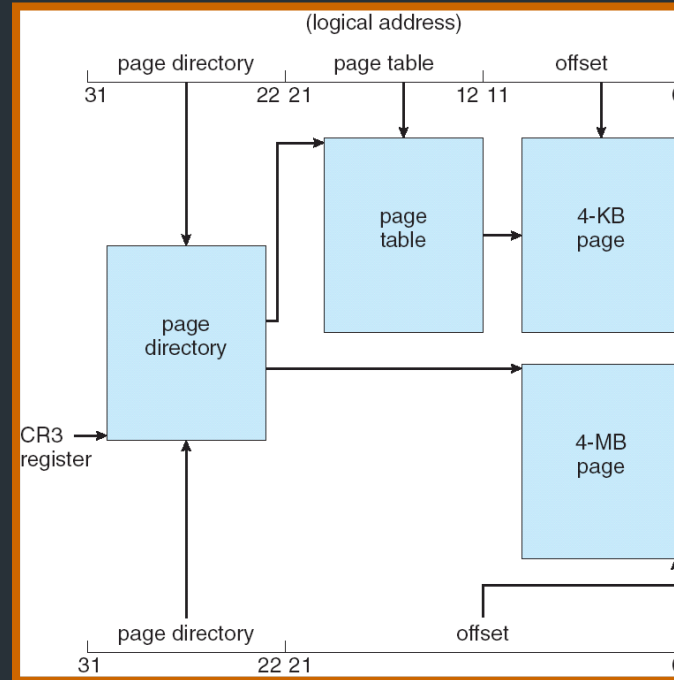 (logical address)
page directory page table offset
31 22 21 12 11
page
table
4-KB
page
page
directory
CR3
register
4-MB
page
page directory offset
31 22 21